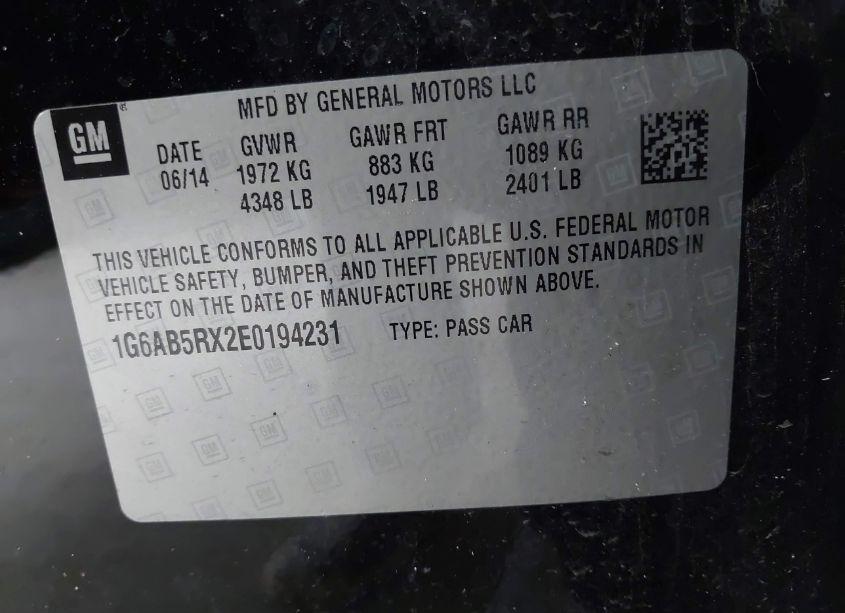 GM
MFD BY GENERAL MOTORS LLC
DATE GVWR GAWR FRT GAWR RR
06/14 1972 KG 883 KG 1089 KG
4348 LB 1947 LB 2401 LB
THIS VEHICLE CONFORMS TO ALL APPLICABLE U.S. FEDERAL MOTOR
VEHICLE SAFETY, BUMPER, AND THEFT PREVENTION STANDARDS IN
EFFECT ON THE DATE OF MANUFACTURE SHOWN ABOVE.
1G6AB5RX2E0194231 TYPE: PASS CAR